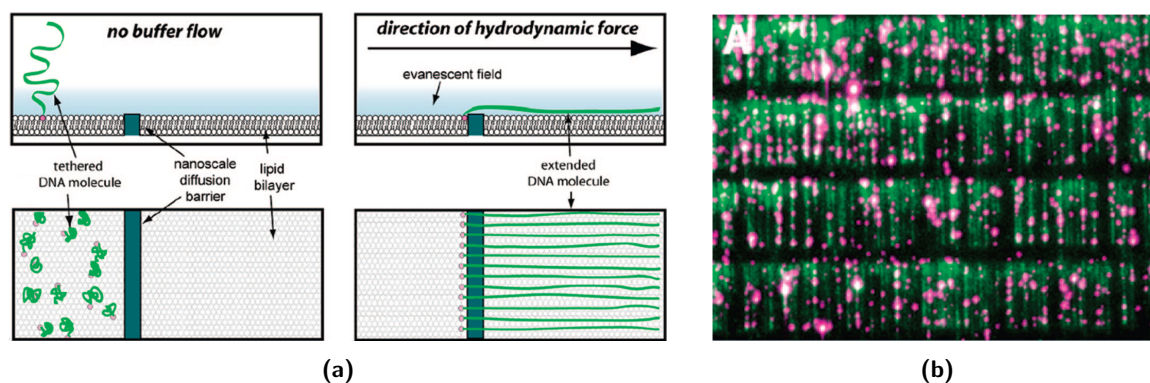 no buffer flow
direction of hydrodynamic force
evanescent field
tethered
DNA molecule
nanoscale
diffusion
barrier
lipid
bilayer
extended
DNA molecule
A
(a)
(b)